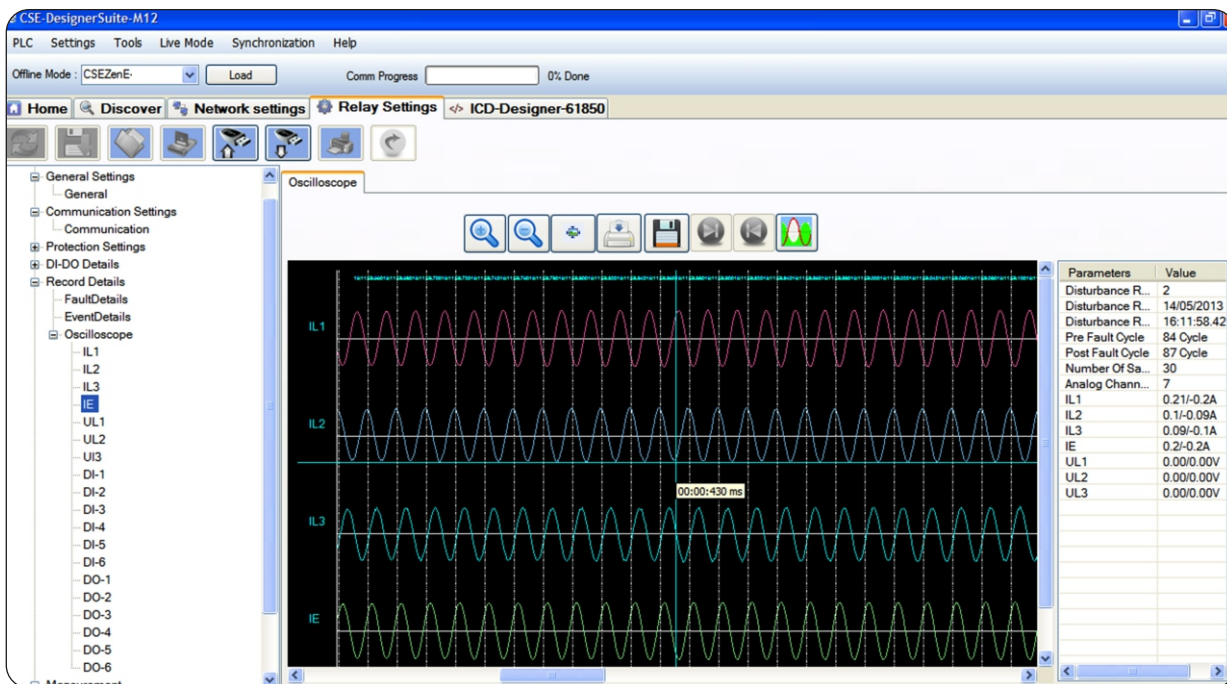 CSE-DesignerSuite-M12
PLC Settings Tools Live Mode Synchronization Help
Offline Mode : CSEZenE- Load Comm Progress 0% Done
Home Discover Network settings Relay Settings </> ICD-Designer-61850
General Settings
General
Communication Settings
Communication
Protection Settings
DI-DO Details
Record Details
FaultDetails
EventDetails
Oscilloscope
IL1
IL2
IL3
IE
UL1
UL2
Ul3
DI-1
DI-2
DI-3
DI-4
DI-5
DI-6
DO-1
DO-2
DO-3
DO-4
DO-5
DO-6
Measurement
Oscilloscope
IL1
IL2
00:00:430 ms
IL3
IE
Parameters Value
Disturbance R... 2
Disturbance R... 14/05/2013
Disturbance R... 16:11:58.42
Pre Fault Cycle 84 Cycle
Post Fault Cycle 87 Cycle
Number Of Sa... 30
Analog Chann... 7
IL1 0.21/-0.2A
IL2 0.1/-0.09A
IL3 0.09/-0.1A
IE 0.2/-0.2A
UL1 0.00/0.00V
UL2 0.00/0.00V
UL3 0.00/0.00V